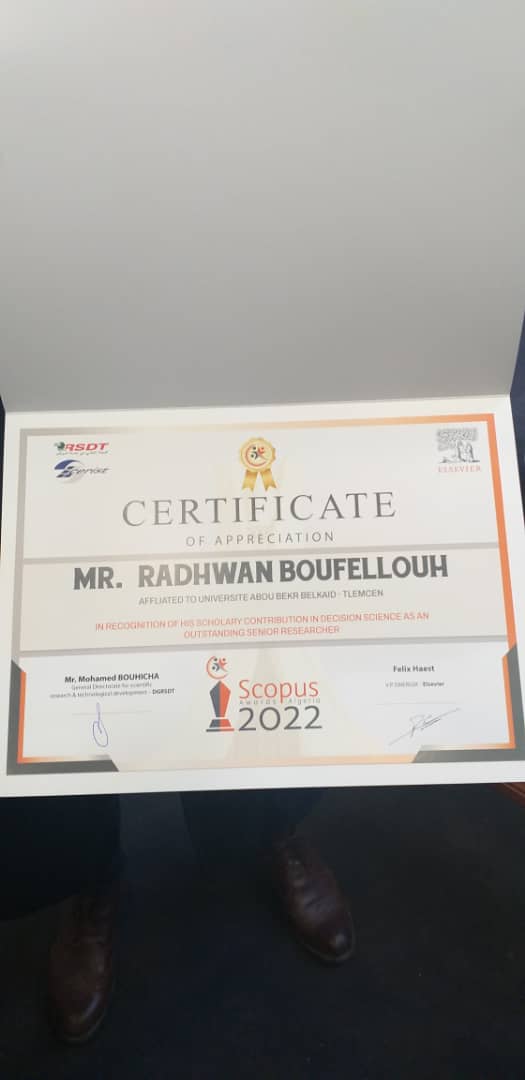 RSDT
Cerist
ELSEVIER
CERTIFICATE
OF APPRECIATION
MR. RADHWAN BOUFELLOUH
AFFLIATED TO UNIVERSITE ABOU BEKR BELKAID - TLEMCEN
IN RECOGNITION OF HIS SCHOLARY CONTRIBUTION IN DECISION SCIENCE AS AN
OUTSTANDING SENIOR RESEARCHER
Mr. Mohamed BOUHICHA
General Directorate for scientific
research & technological development - DGRSDT
Felix Haest
Elsevier
Scopus
Awards Algeria
2022